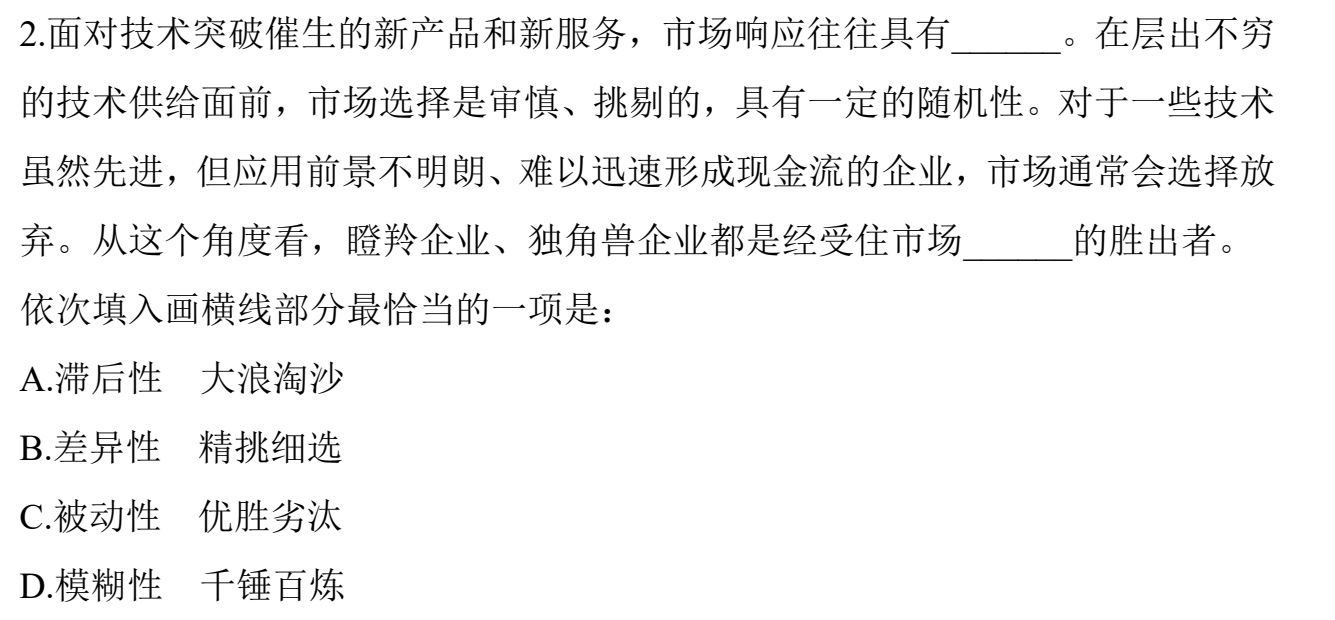 2.面对技术突破催生的新产品和新服务，市场响应往往具有______。在层出不穷
的技术供给面前，市场选择是审慎、挑剔的，具有一定的随机性。对于一些技术
虽然先进，但应用前景不明朗、难以迅速形成现金流的企业，市场通常会选择放
弃。从这个角度看，瞪羚企业、独角兽企业都是经受住市场______的胜出者。
依次填入画横线部分最恰当的一项是：
A.滞后性　大浪淘沙
B.差异性　精挑细选
C.被动性　优胜劣汰
D.模糊性　千锤百炼